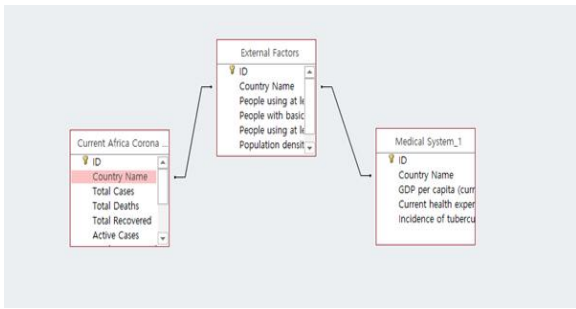 External Factors
ID
Country Name
People using at le
People with basic
People using at le
Population densit
Current Africa Corona ...
ID
Country Name
Total Cases
Total Deaths
Total Recovered
Active Cases
Medical System_1
ID
Country Name
GDP per capita (curr
Current health exper
Incidence of tubercu